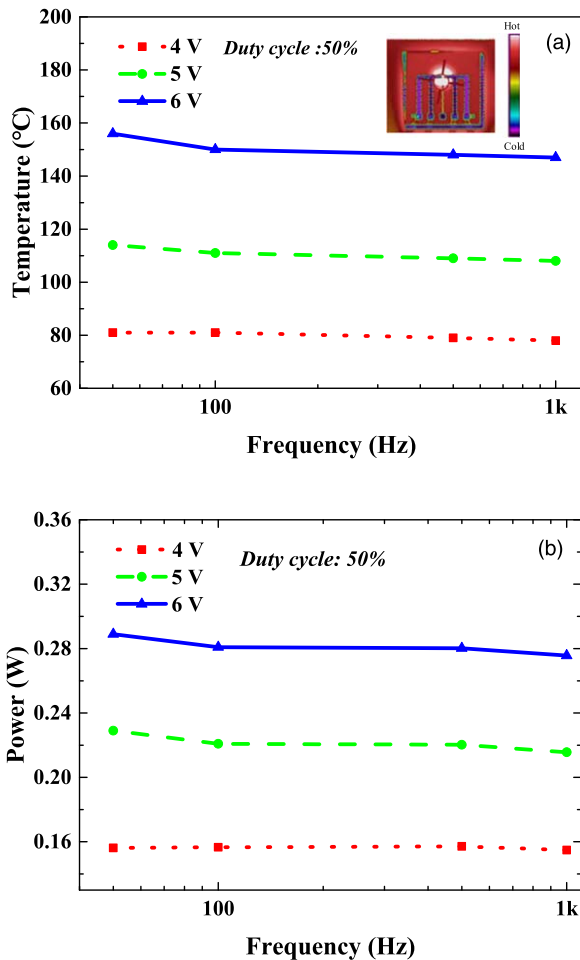 200
180
160
140
120
100
80
60
Temperature (℃)
4 V
5 V
6 V
Duty cycle :50%
Hot
Cold
(a)
100
1k
Frequency (Hz)
0.36
0.32
0.28
0.24
0.20
0.16
Power (W)
4 V
5 V
6 V
Duty cycle: 50%
(b)
100
1k
Frequency (Hz)